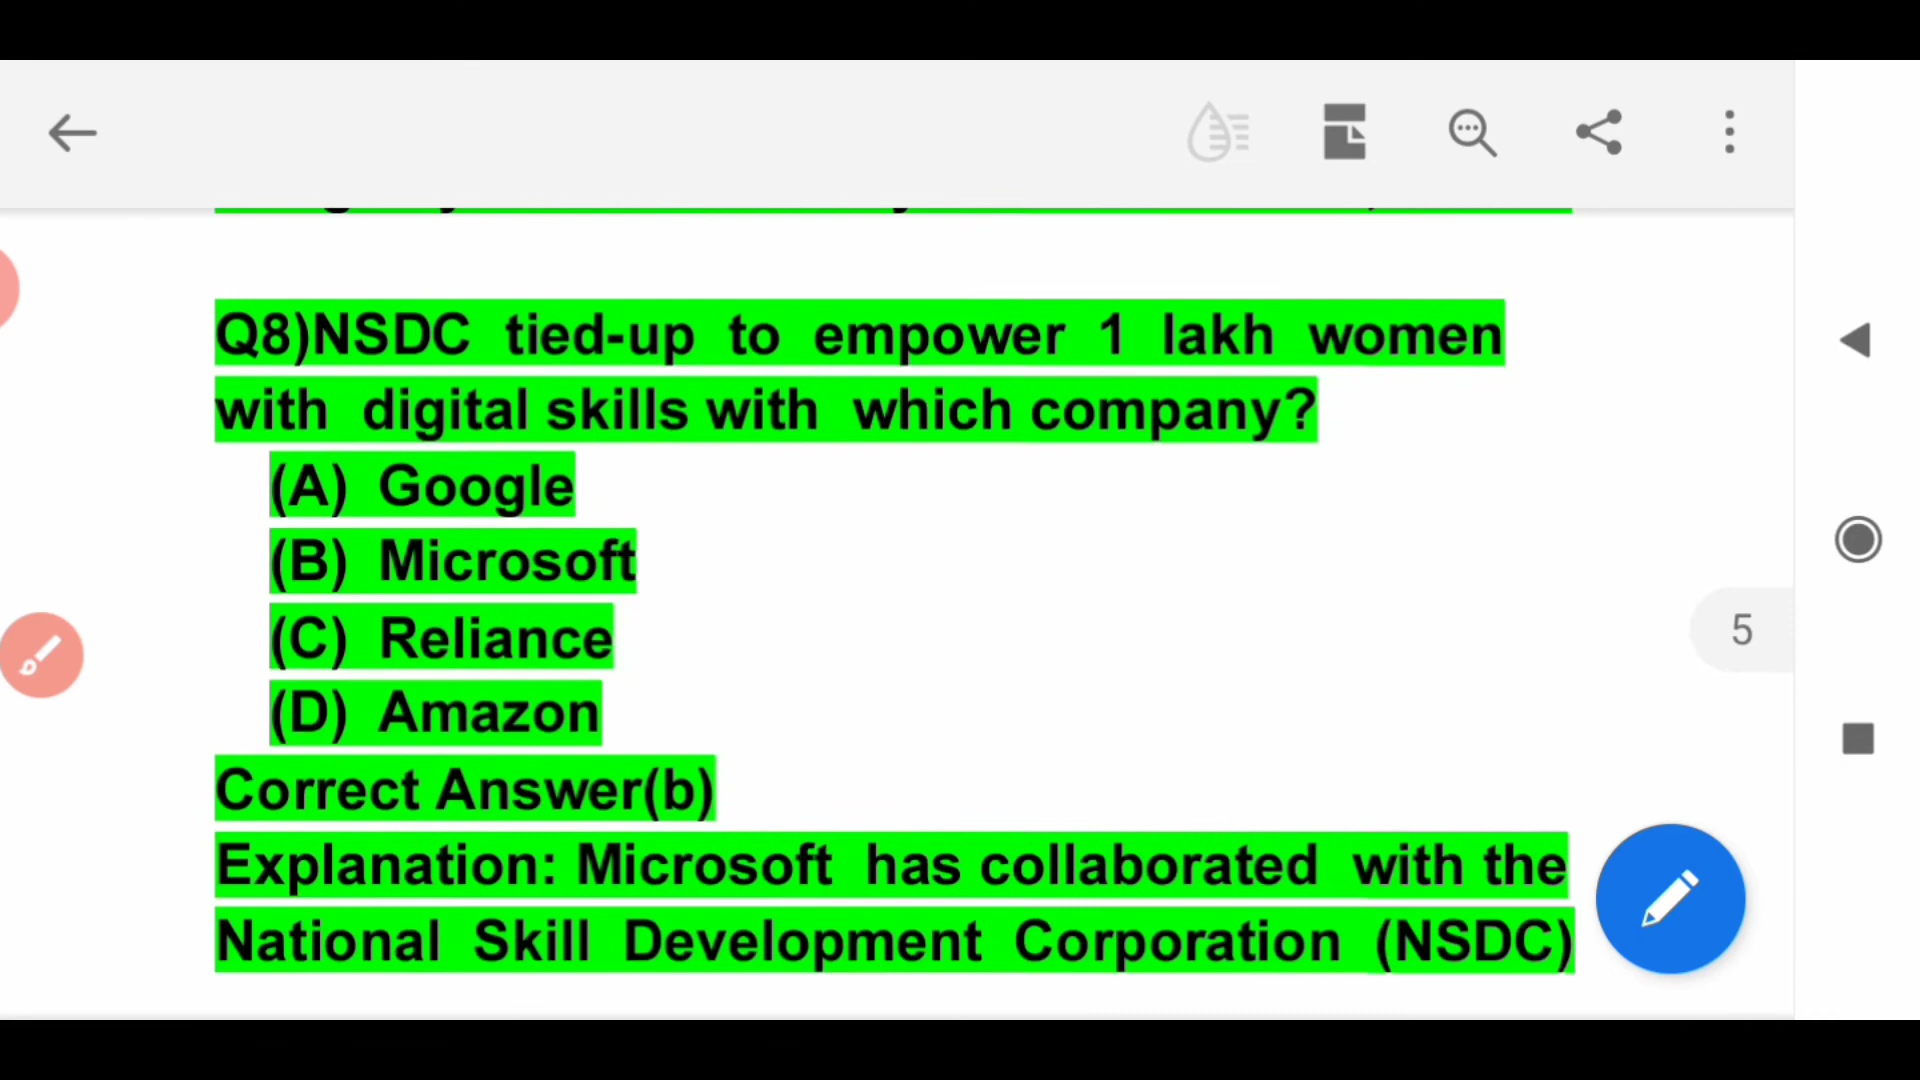 Q8)NSDC tied-up to empower 1 lakh women
with digital skills with which company?
(A) Google
(B) Microsoft
(C) Reliance
(D) Amazon
Correct Answer(b)
Explanation: Microsoft has collaborated with the
National Skill Development Corporation (NSDC)
5